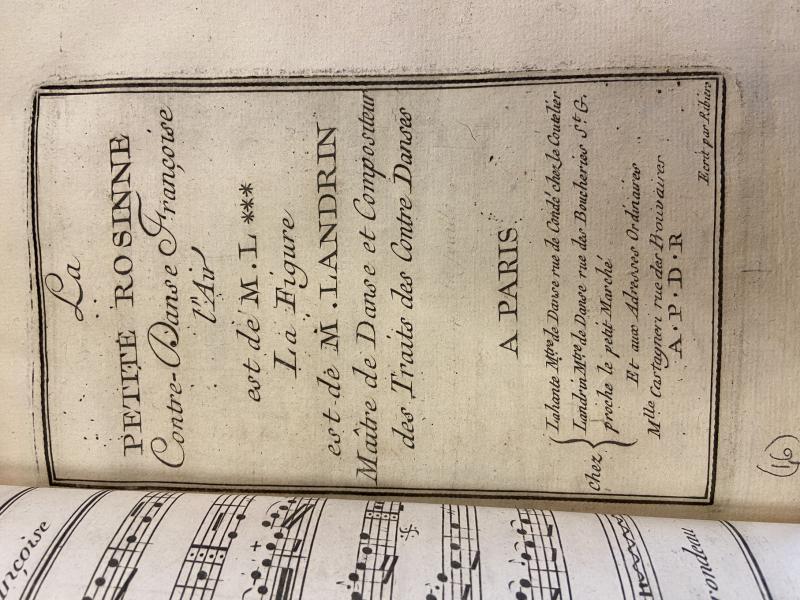 La
PETITE ROSINNE
Contre-Danse Françoise
l'Air
est de M. L ***
La Figure
est de M. LANDRIN
Maître de Danse et Compositeur
des Traits des Contre Danses
A PARIS
chez { Lahante Mtre de Danse rue de Condé chez le Coutelier
Landrin Mtre de Danse rue des Boucheries St G.
proche le petit Marché
Et aux Adresses Ordinaires
Mlle Castagneri rue des Prouvaires
A. P. D. R
Ecrit par Ribiere
(16)
nçoise
rondeau